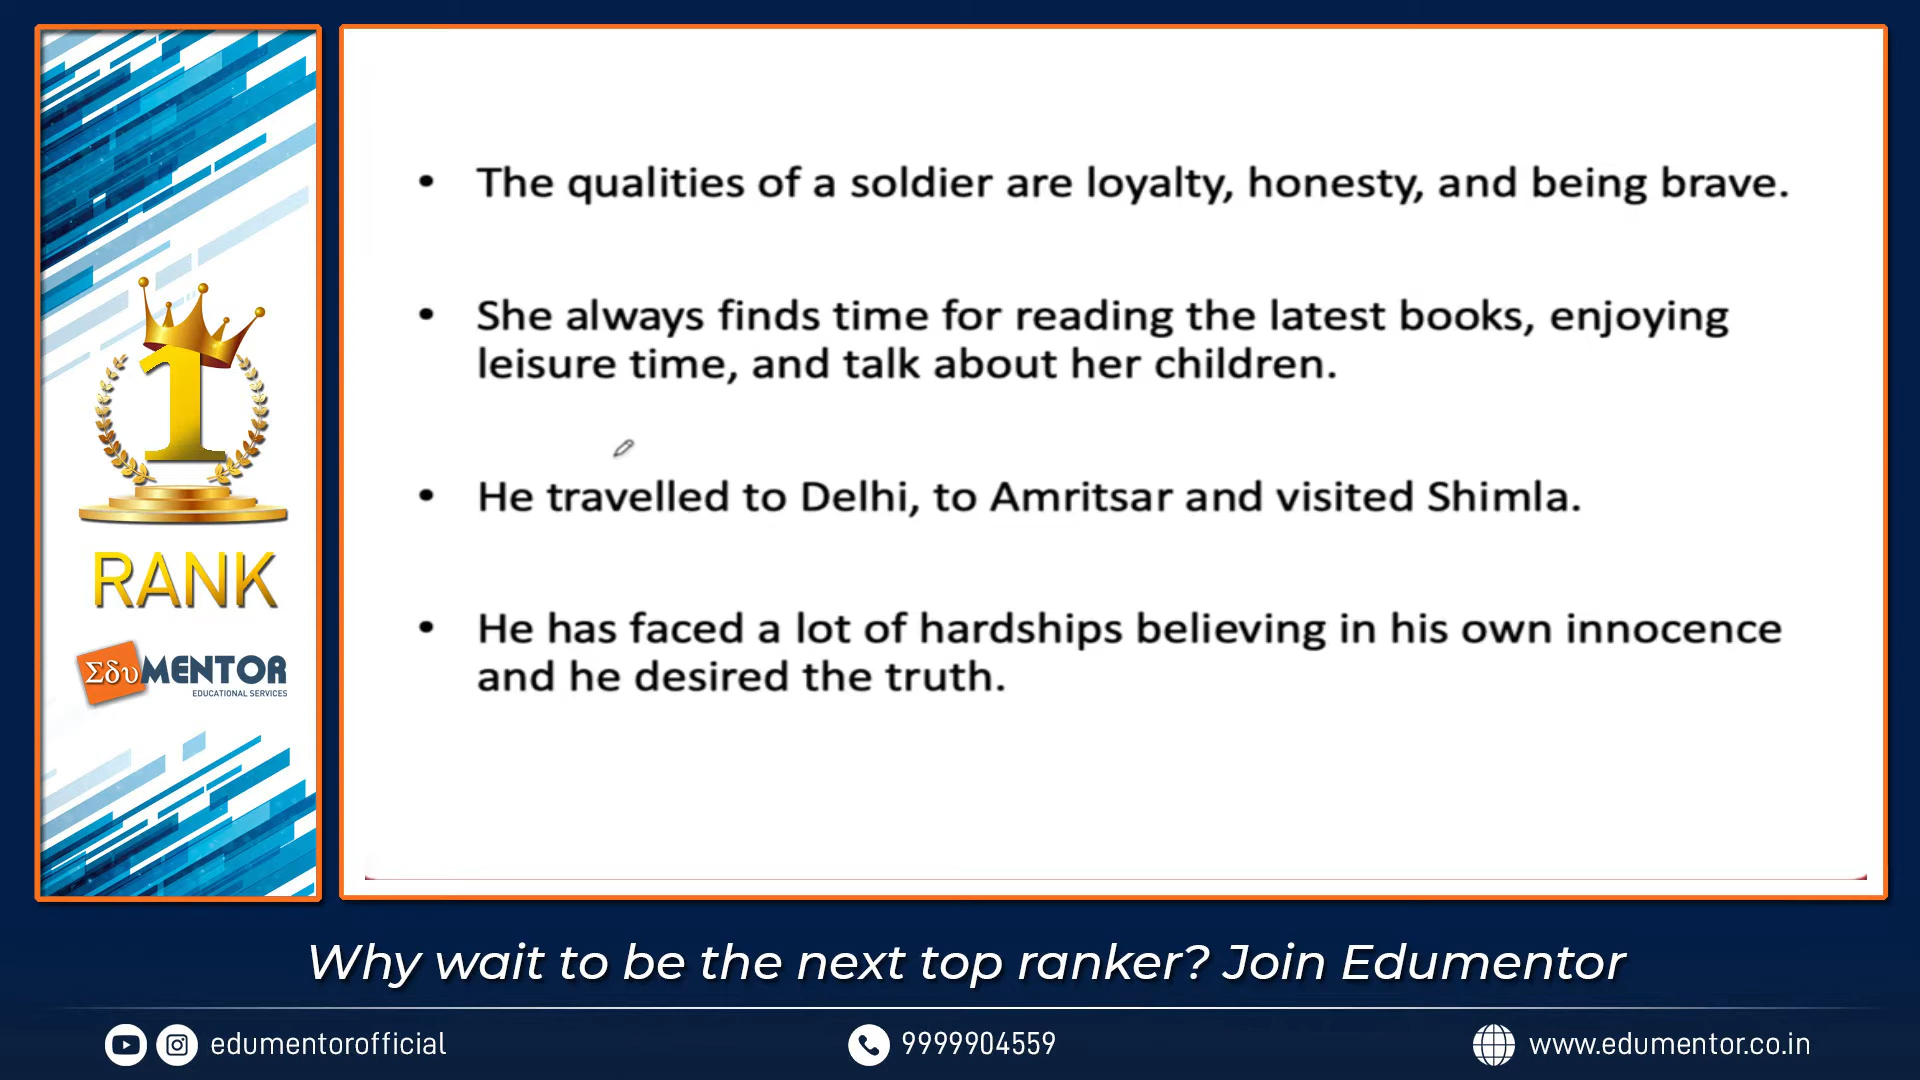 • The qualities of a soldier are loyalty, honesty, and being brave.
• She always finds time for reading the latest books, enjoying
leisure time, and talk about her children.
• He travelled to Delhi, to Amritsar and visited Shimla.
• He has faced a lot of hardships believing in his own innocence
and he desired the truth.
1
RANK
Σδυ MENTOR
EDUCATIONAL SERVICES
Why wait to be the next top ranker? Join Edumentor
edumentorofficial
9999904559
www.edumentor.co.in